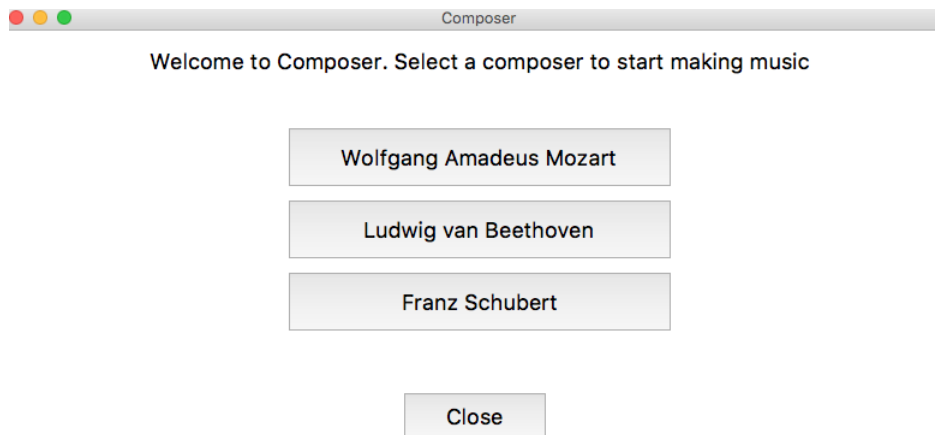 Composer
Welcome to Composer. Select a composer to start making music
Wolfgang Amadeus Mozart
Ludwig van Beethoven
Franz Schubert
Close